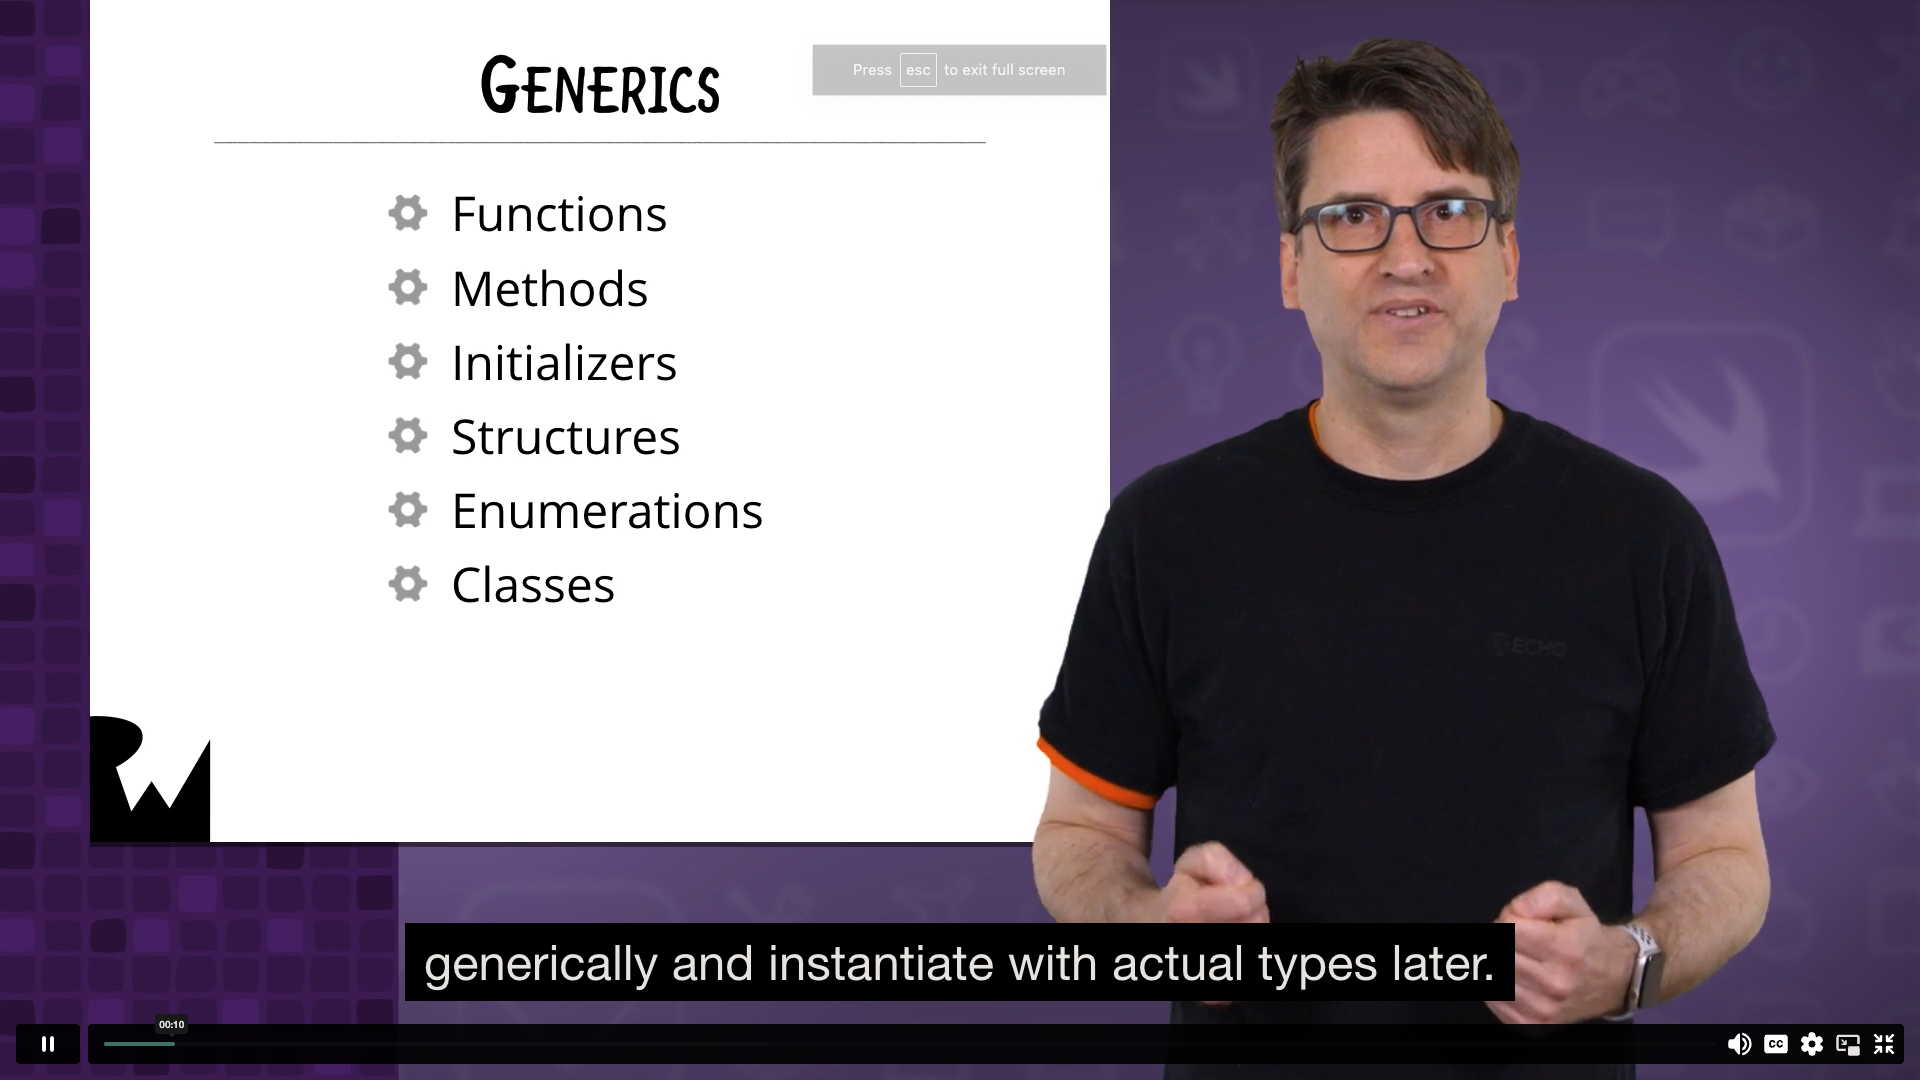 GENERICS
Press esc to exit full screen
Functions
Methods
Initializers
Structures
Enumerations
Classes
ECHO
RW
generically and instantiate with actual types later.
00:10
CC